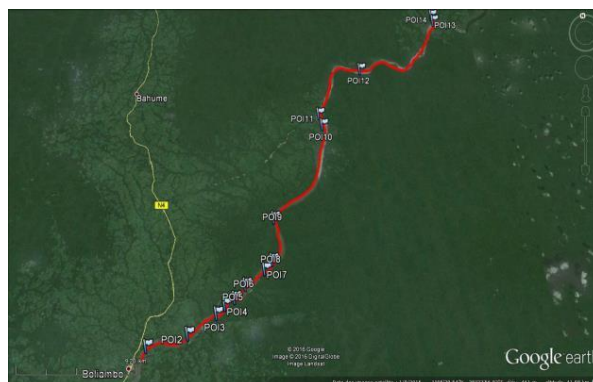 POI14 POI13
POI12
Bahume
POI11
POI10
N4
POI9
POI8
POI7
POI6
POI5
POI4
POI3
POI2
Boliambo
© 2016 Google
Image © 2016 DigitalGlobe
Image Landsat
Google eart